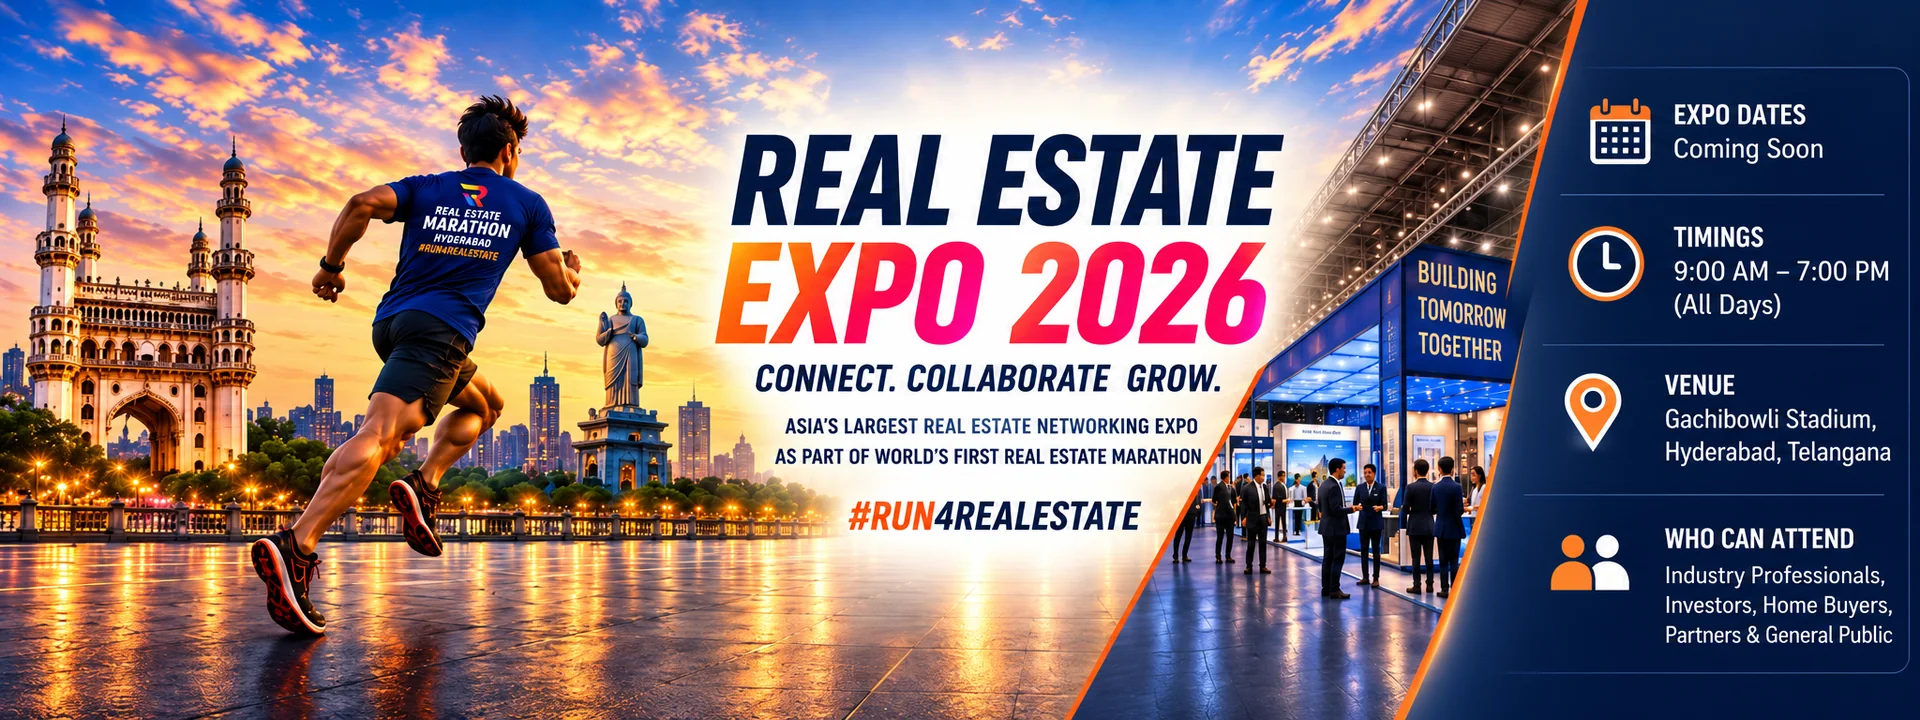 REAL ESTATE
MARATHON
HYDERABAD
#RUN4REALESTATE
REAL ESTATE
EXPO 2026
CONNECT. COLLABORATE GROW.
ASIA'S LARGEST REAL ESTATE NETWORKING EXPO
AS PART OF WORLD'S FIRST REAL ESTATE MARATHON
#RUN4REALESTATE
BUILDING
TOMORROW
TOGETHER
EXPO DATES
Coming Soon
TIMINGS
9:00 AM – 7:00 PM
(All Days)
VENUE
Gachibowli Stadium,
Hyderabad, Telangana
WHO CAN ATTEND
Industry Professionals,
Investors, Home Buyers,
Partners & General Public